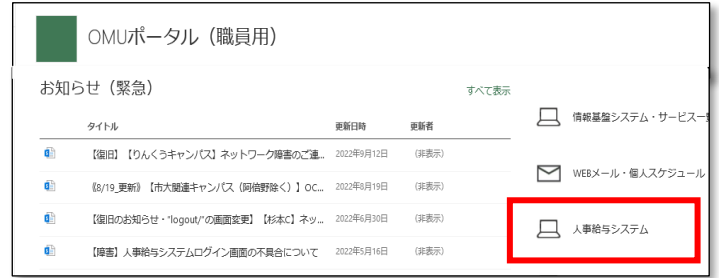 OMUポータル（職員用）
お知らせ（緊急）
すべて表示
タイトル 更新日時 更新者
【復旧】【りんくうキャンパス】ネットワーク障害のご連... 2022年9月12日 （非表示）
《8/19_更新》【市大関連キャンパス（阿倍野除く）】OC... 2022年8月19日 （非表示）
【復旧のお知らせ・"logout/"の画面変更】【杉本C】ネッ... 2022年6月30日 （非表示）
【障害】人事給与システムログイン画面の不具合について 2022年5月16日 （非表示）
情報基盤システム・サービス一
WEBメール・個人スケジュール
人事給与システム